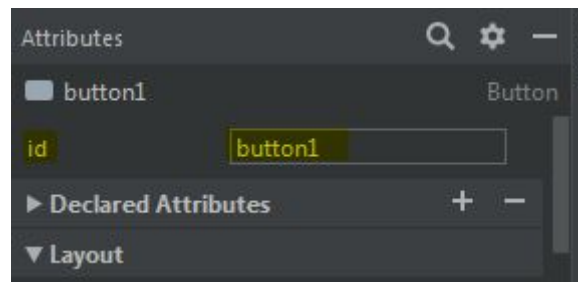 Attributes
button1 Button
id button1
Declared Attributes
Layout